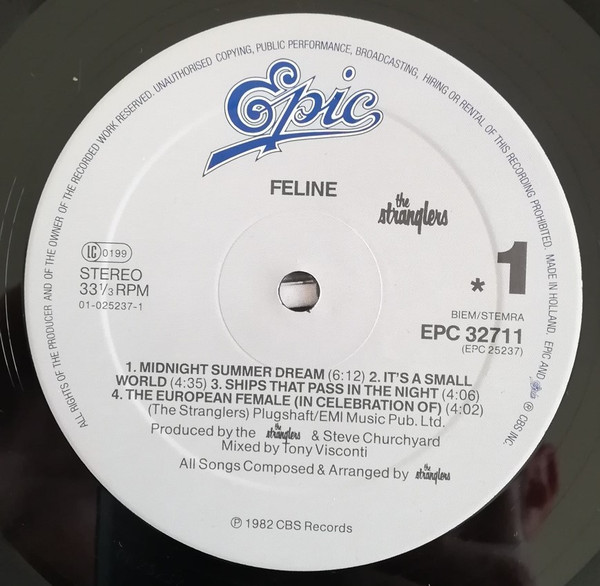 ALL RIGHTS OF THE PRODUCER AND OF THE OWNER OF THE RECORDED WORK RESERVED. UNAUTHORISED COPYING, PUBLIC PERFORMANCE, BROADCASTING, HIRING OR RENTAL OF THIS RECORDING PROHIBITED. MADE IN HOLLAND. EPIC AND Epic ℗ CBS INC.
Epic
FELINE
the
stranglers
LC 0199
STEREO
33 1/3 RPM
01-025237-1
* 1
BIEM/STEMRA
EPC 32711
(EPC 25237)
1. MIDNIGHT SUMMER DREAM (6:12) 2. IT'S A SMALL
WORLD (4:35) 3. SHIPS THAT PASS IN THE NIGHT (4:06)
4. THE EUROPEAN FEMALE (IN CELEBRATION OF) (4:02)
(The Stranglers) Plugshaft/EMI Music Pub. Ltd.
Produced by the the stranglers & Steve Churchyard
Mixed by Tony Visconti
All Songs Composed & Arranged by the stranglers
℗ 1982 CBS Records